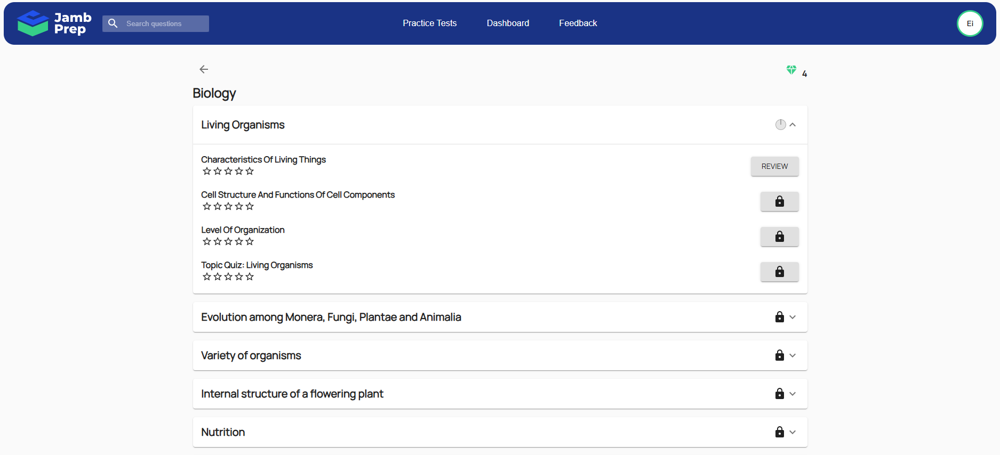 Jamb
Prep
Search questions
Practice Tests
Dashboard
Feedback
Ei
4
Biology
Living Organisms
Characteristics Of Living Things
REVIEW
Cell Structure And Functions Of Cell Components
Level Of Organization
Topic Quiz: Living Organisms
Evolution among Monera, Fungi, Plantae and Animalia
Variety of organisms
Internal structure of a flowering plant
Nutrition